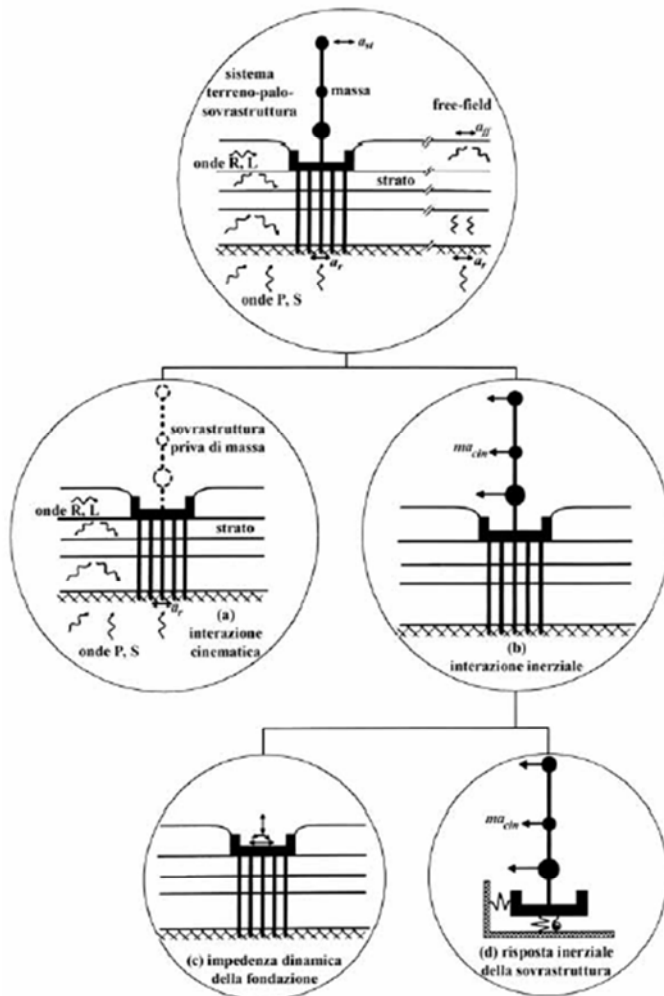 a_st
sistema
terreno-palo-
sovrastruttura
massa
free-field
a_ff
onde R, L
strato
a_r
a_r
onde P, S
sovrastruttura
priva di massa
onde R, L
strato
a_r
(a)
interazione
cinematica
onde P, S
ma_cin
(b)
interazione inerziale
(c) impedenza dinamica
della fondazione
ma_cin
(d) risposta inerziale
della sovrastruttura